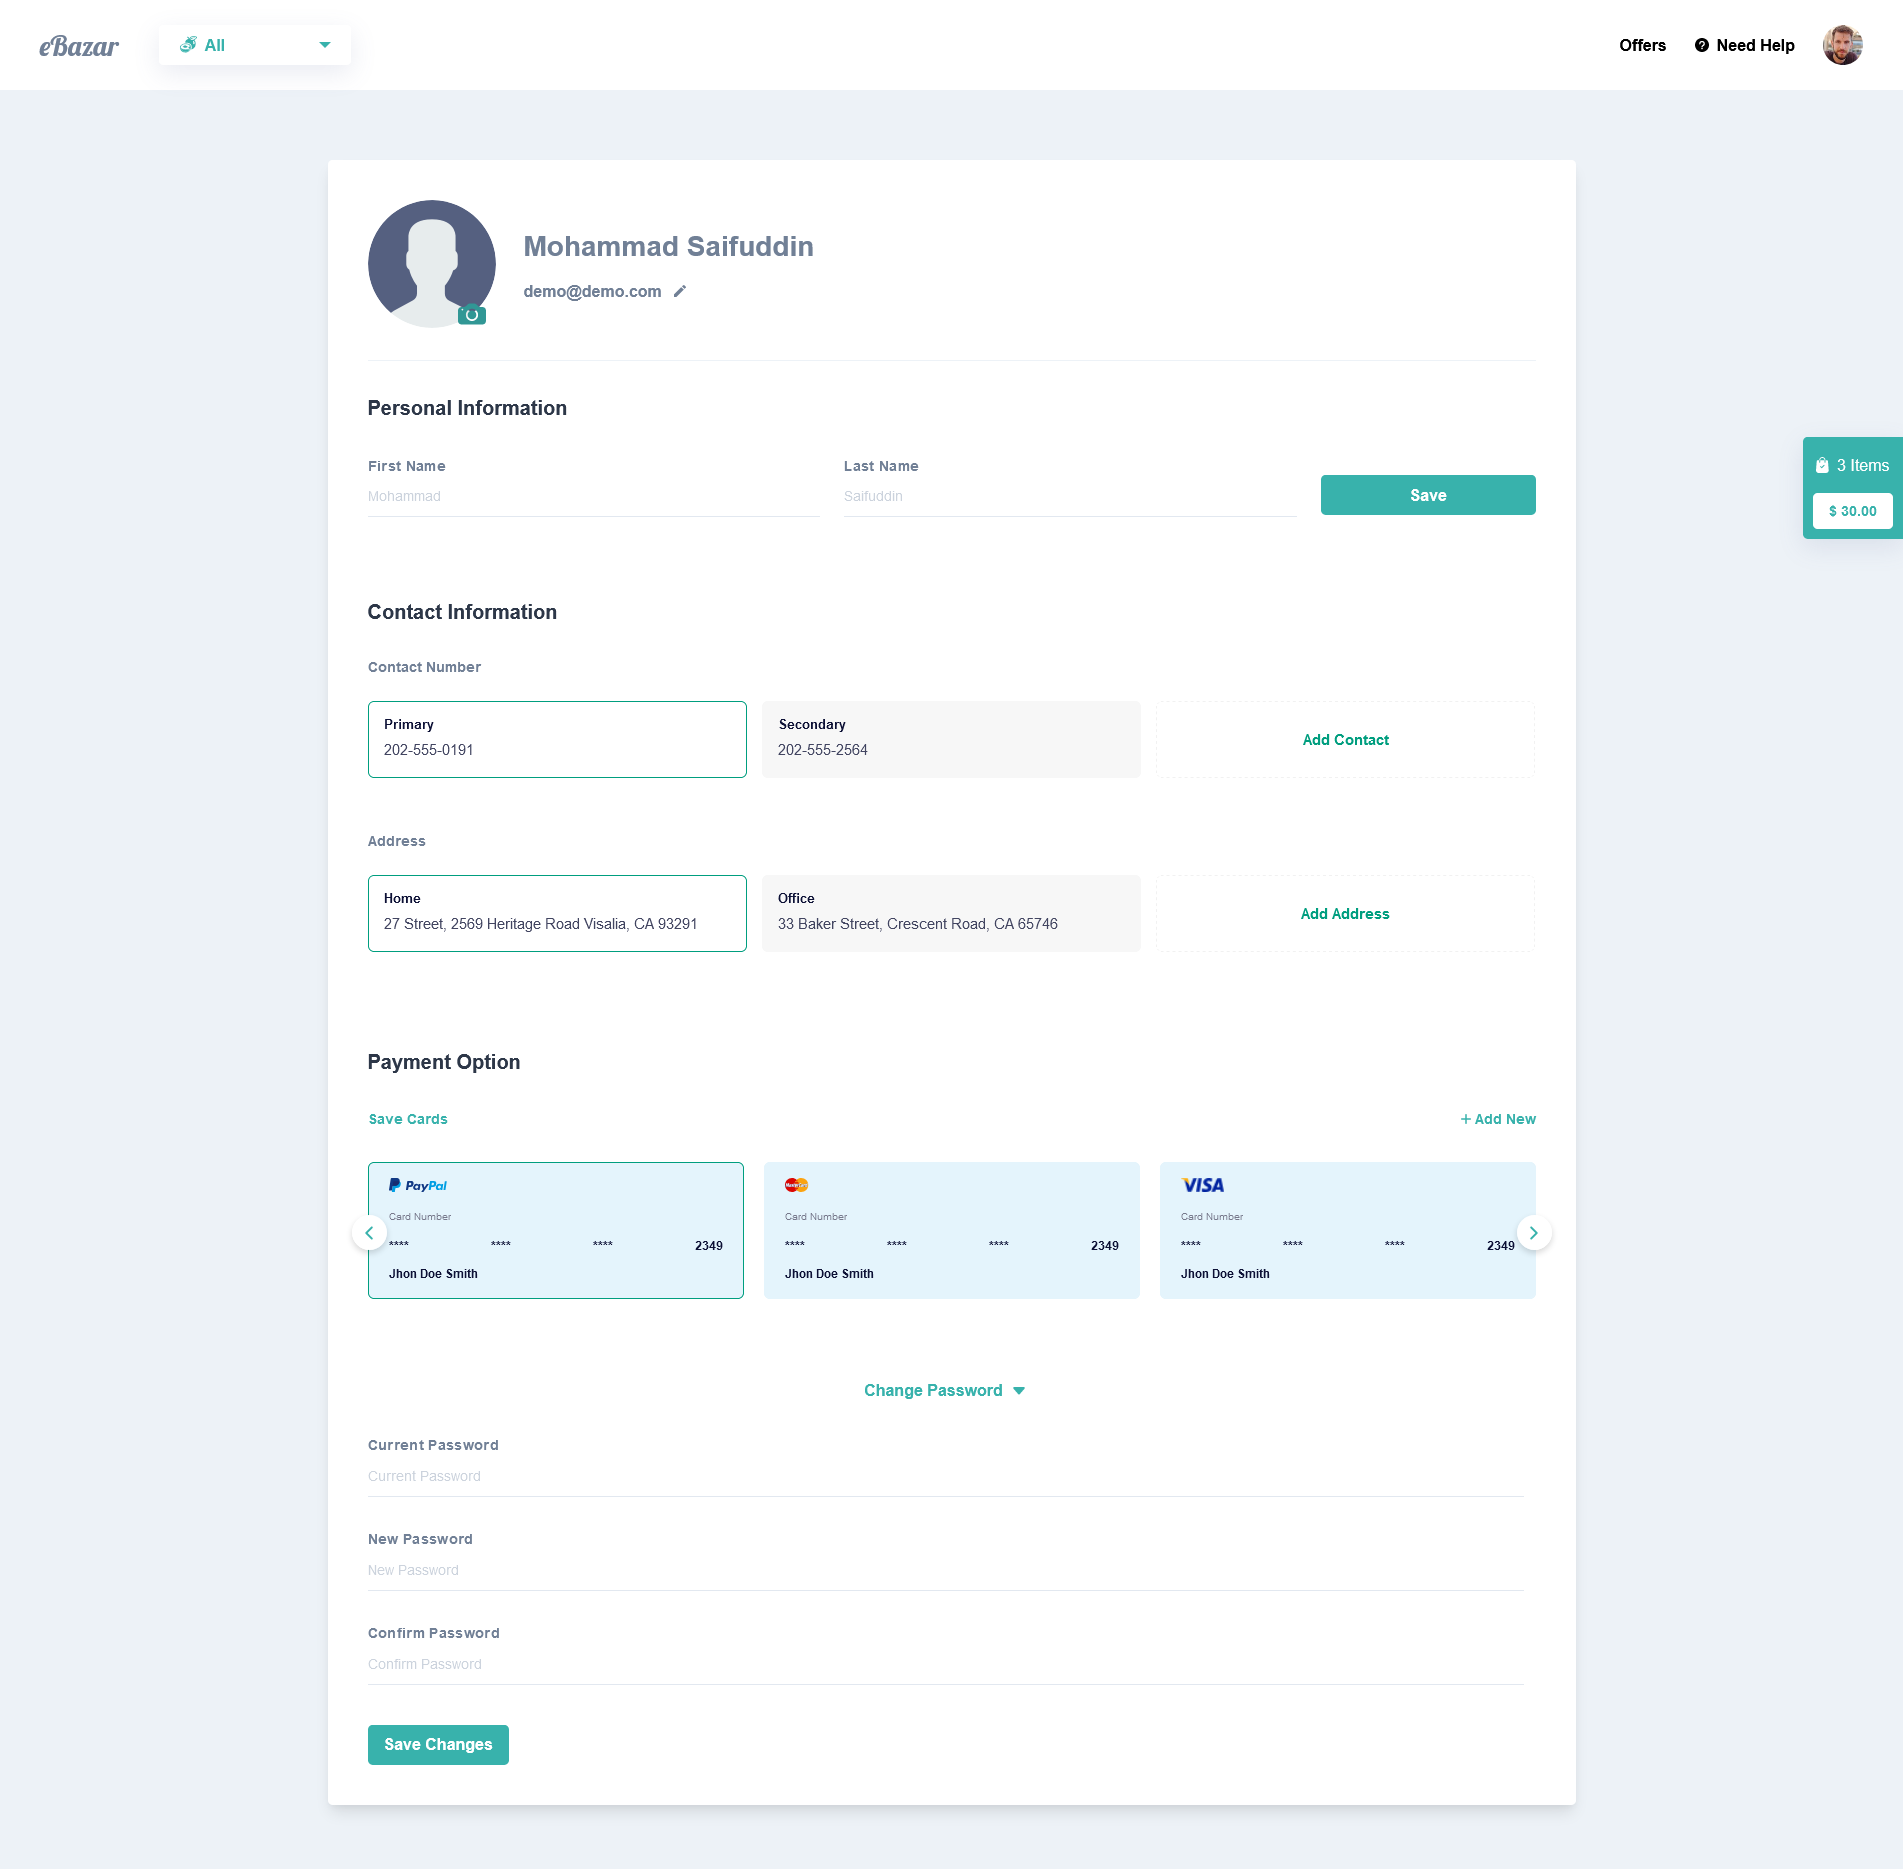 eBazar
All
Offers
Need Help
Mohammad Saifuddin
demo@demo.com
Personal Information
First Name
Last Name
Mohammad
Saifuddin
Save
3 Items
$ 30.00
Contact Information
Contact Number
Primary
202-555-0191
Secondary
202-555-2564
Add Contact
Address
Home
27 Street, 2569 Heritage Road Visalia, CA 93291
Office
33 Baker Street, Crescent Road, CA 65746
Add Address
Payment Option
Save Cards
+ Add New
PayPal
Card Number
**** **** **** 2349
Jhon Doe Smith
MasterCard
Card Number
**** **** **** 2349
Jhon Doe Smith
VISA
Card Number
**** **** **** 2349
Jhon Doe Smith
Change Password
Current Password
Current Password
New Password
New Password
Confirm Password
Confirm Password
Save Changes